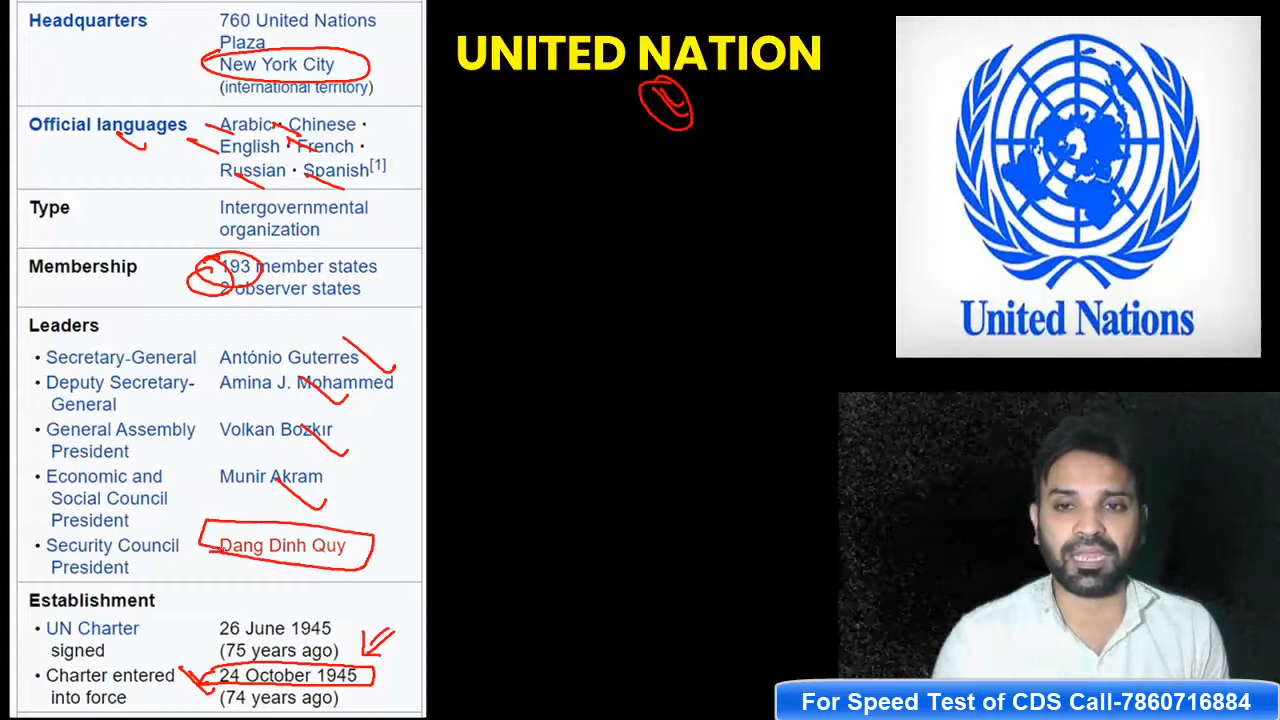 Headquarters 760 United Nations
Plaza
New York City
(international territory)
Official languages Arabic · Chinese ·
English · French ·
Russian · Spanish[1]
Type Intergovernmental
organization
Membership 193 member states
2 observer states
Leaders
• Secretary-General António Guterres
• Deputy Secretary- Amina J. Mohammed
General
• General Assembly Volkan Bozkır
President
• Economic and Munir Akram
Social Council
President
• Security Council Dang Dinh Quy
President
Establishment
• UN Charter 26 June 1945
signed (75 years ago)
• Charter entered 24 October 1945
into force (74 years ago)
UNITED NATION
United Nations
For Speed Test of CDS Call-7860716884